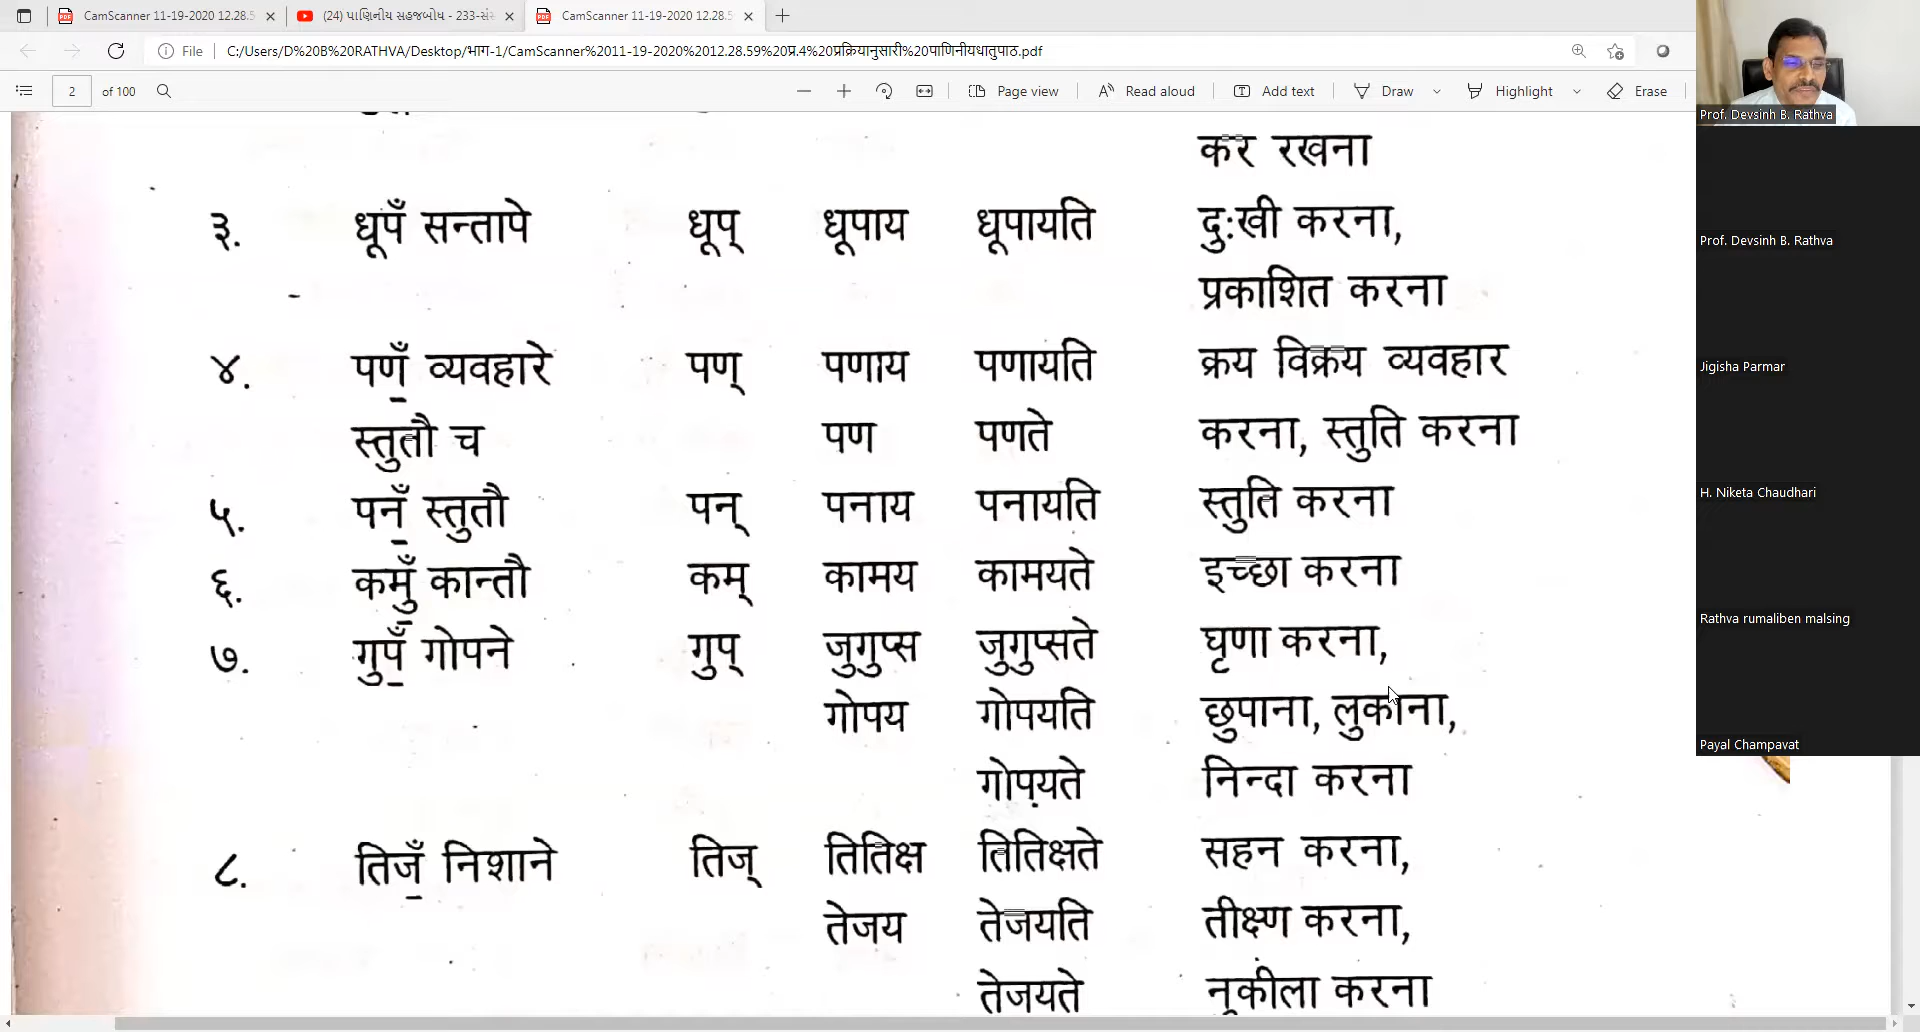 CamScanner 11-19-2020 12.28.5
(24) પાણિનીય સહજબોધ - 233-સં
CamScanner 11-19-2020 12.28.5
File C:/Users/D%20B%20RATHVA/Desktop/भाग-1/CamScanner%2011-19-2020%2012.28.59%20प्र.4%20प्रक्रियानुसारी%20पाणिनीयधातुपाठ.pdf
2 of 100 Page view Read aloud Add text Draw Highlight Erase
कर रखना
३. धूपँ सन्तापे धूप् धूपाय धूपायति दुःखी करना,
प्रकाशित करना
४. पणँ॒ व्यवहारे पण् पणाय पणायति क्रय विक्रय व्यवहार
स्तुतौ च पण पणते करना, स्तुति करना
५. पनँ॒ स्तुतौ पन् पनाय पनायति स्तुति करना
६. कमुँ॒ कान्तौ कम् कामय कामयते इच्छा करना
७. गुपँ॒ गोपने गुप् जुगुप्स जुगुप्सते घृणा करना,
गोपय गोपयति छुपाना, लुकाना,
गोपयते निन्दा करना
८. तिजँ॒ निशाने तिज् तितिक्ष तितिक्षते सहन करना,
तेजय तेजयति तीक्ष्ण करना,
तेजयते नुकीला करना
Prof. Devsinh B. Rathva
Prof. Devsinh B. Rathva
Jigisha Parmar
H. Niketa Chaudhari
Rathva rumaliben malsing
Payal Champavat